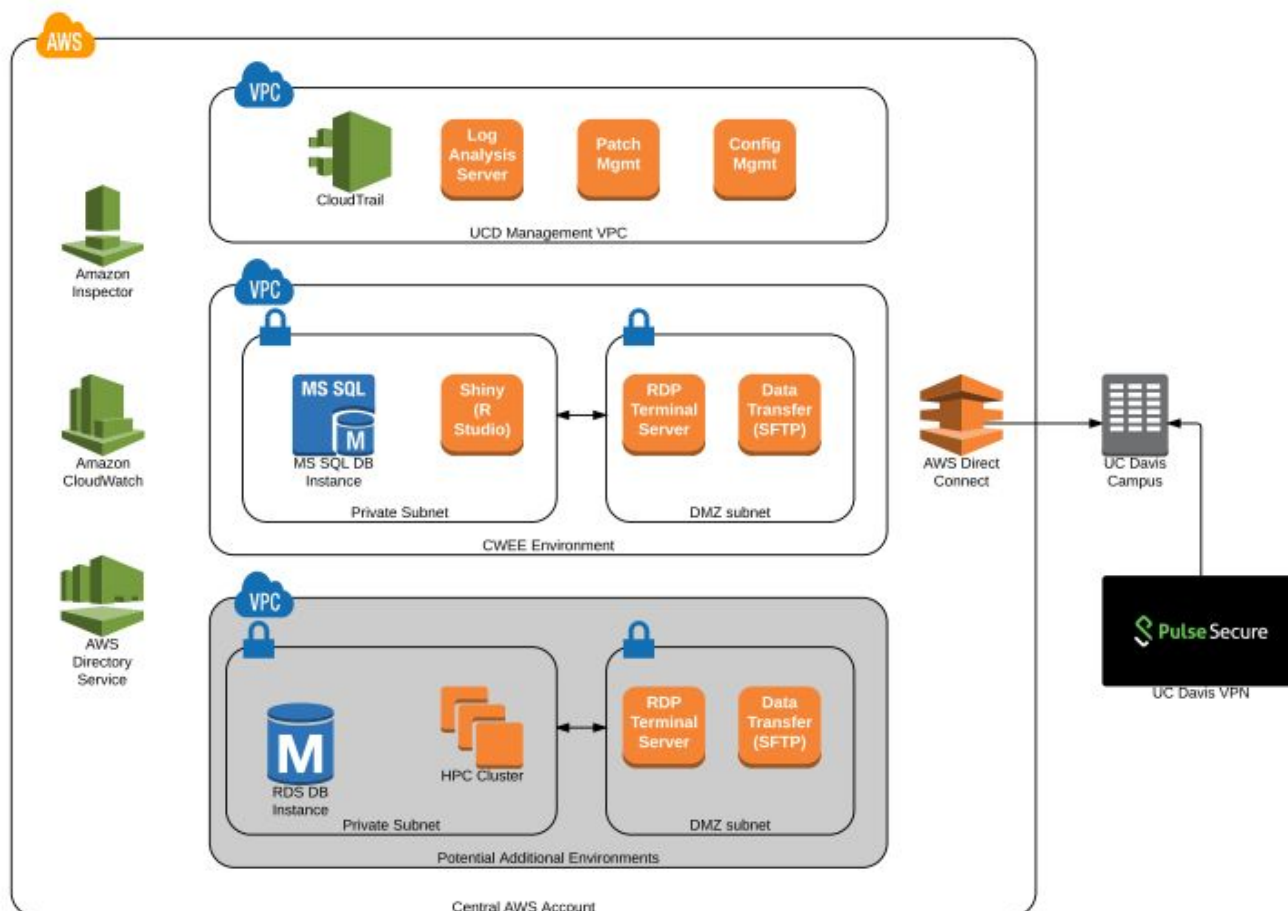 AWS
VPC
Log
Analysis
Server
Patch
Mgmt
Config
Mgmt
CloudTrail
UCD Management VPC
Amazon
Inspector
VPC
MS SQL
M
MS SQL DB
Instance
Shiny
(R
Studio)
Private Subnet
RDP
Terminal
Server
Data
Transfer
(SFTP)
DMZ subnet
CWEE Environment
Amazon
CloudWatch
AWS Direct
Connect
UC Davis
Campus
AWS
Directory
Service
VPC
M
RDS DB
Instance
HPC Cluster
Private Subnet
RDP
Terminal
Server
Data
Transfer
(SFTP)
DMZ subnet
Potential Additional Environments
Pulse Secure
UC Davis VPN
Central AWS Account